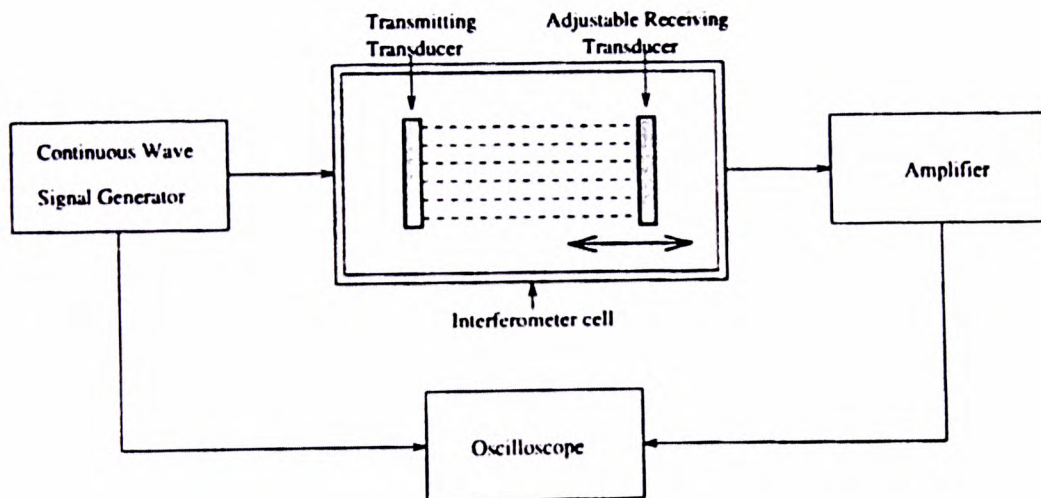 Transmitting
Transducer
Adjustable Receiving
Transducer
Continuous Wave
Signal Generator
Amplifier
Interferometer cell
Oscilloscope